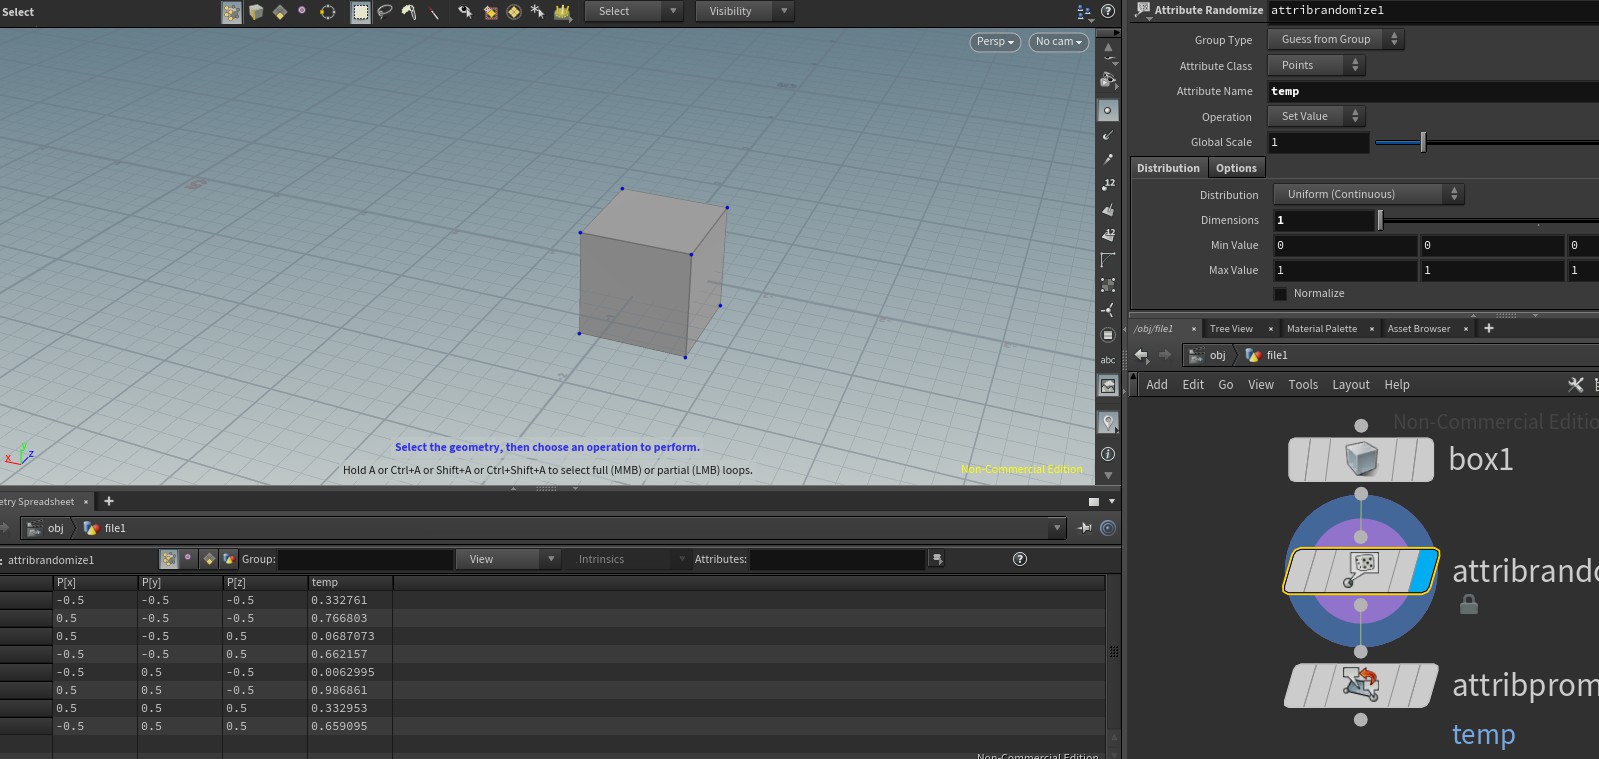 Select
Select
Visibility
Persp
No cam
12
12
abc
5
Select the geometry, then choose an operation to perform.
Hold A or Ctrl+A or Shift+A or Ctrl+Shift+A to select full (MMB) or partial (LMB) loops.
Non-Commercial Edition
x y z
etry Spreadsheet × +
obj file1
: attribrandomize1 Group: View Intrinsics Attributes:
P[x] P[y] P[z] temp
-0.5 -0.5 -0.5 0.332761
0.5 -0.5 -0.5 0.766803
0.5 -0.5 0.5 0.0687073
-0.5 -0.5 0.5 0.662157
-0.5 0.5 -0.5 0.0062995
0.5 0.5 -0.5 0.986861
0.5 0.5 0.5 0.332953
-0.5 0.5 0.5 0.659095
Non-Commercial Edition
Attribute Randomize attribrandomize1
Group Type Guess from Group
Attribute Class Points
Attribute Name temp
Operation Set Value
Global Scale 1
Distribution Options
Distribution Uniform (Continuous)
Dimensions 1
Min Value 0 0 0
Max Value 1 1 1
Normalize
/obj/file1 × Tree View × Material Palette × Asset Browser × +
obj file1
Add Edit Go View Tools Layout Help
Non-Commercial Editio
box1
attribrando
attribprom
temp